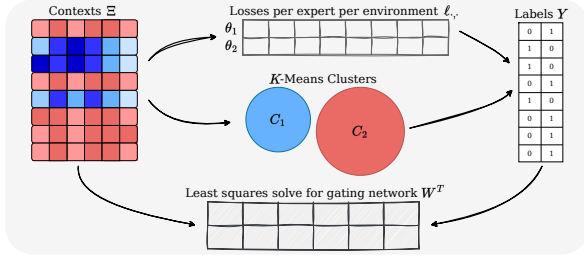 Contexts Ξ
Losses per expert per environment ℓ·,·
Labels Y
θ1
θ2
K-Means Clusters
C1
C2
0 1
1 0
1 0
0 1
1 0
0 1
0 1
0 1
Least squares solve for gating network W^T